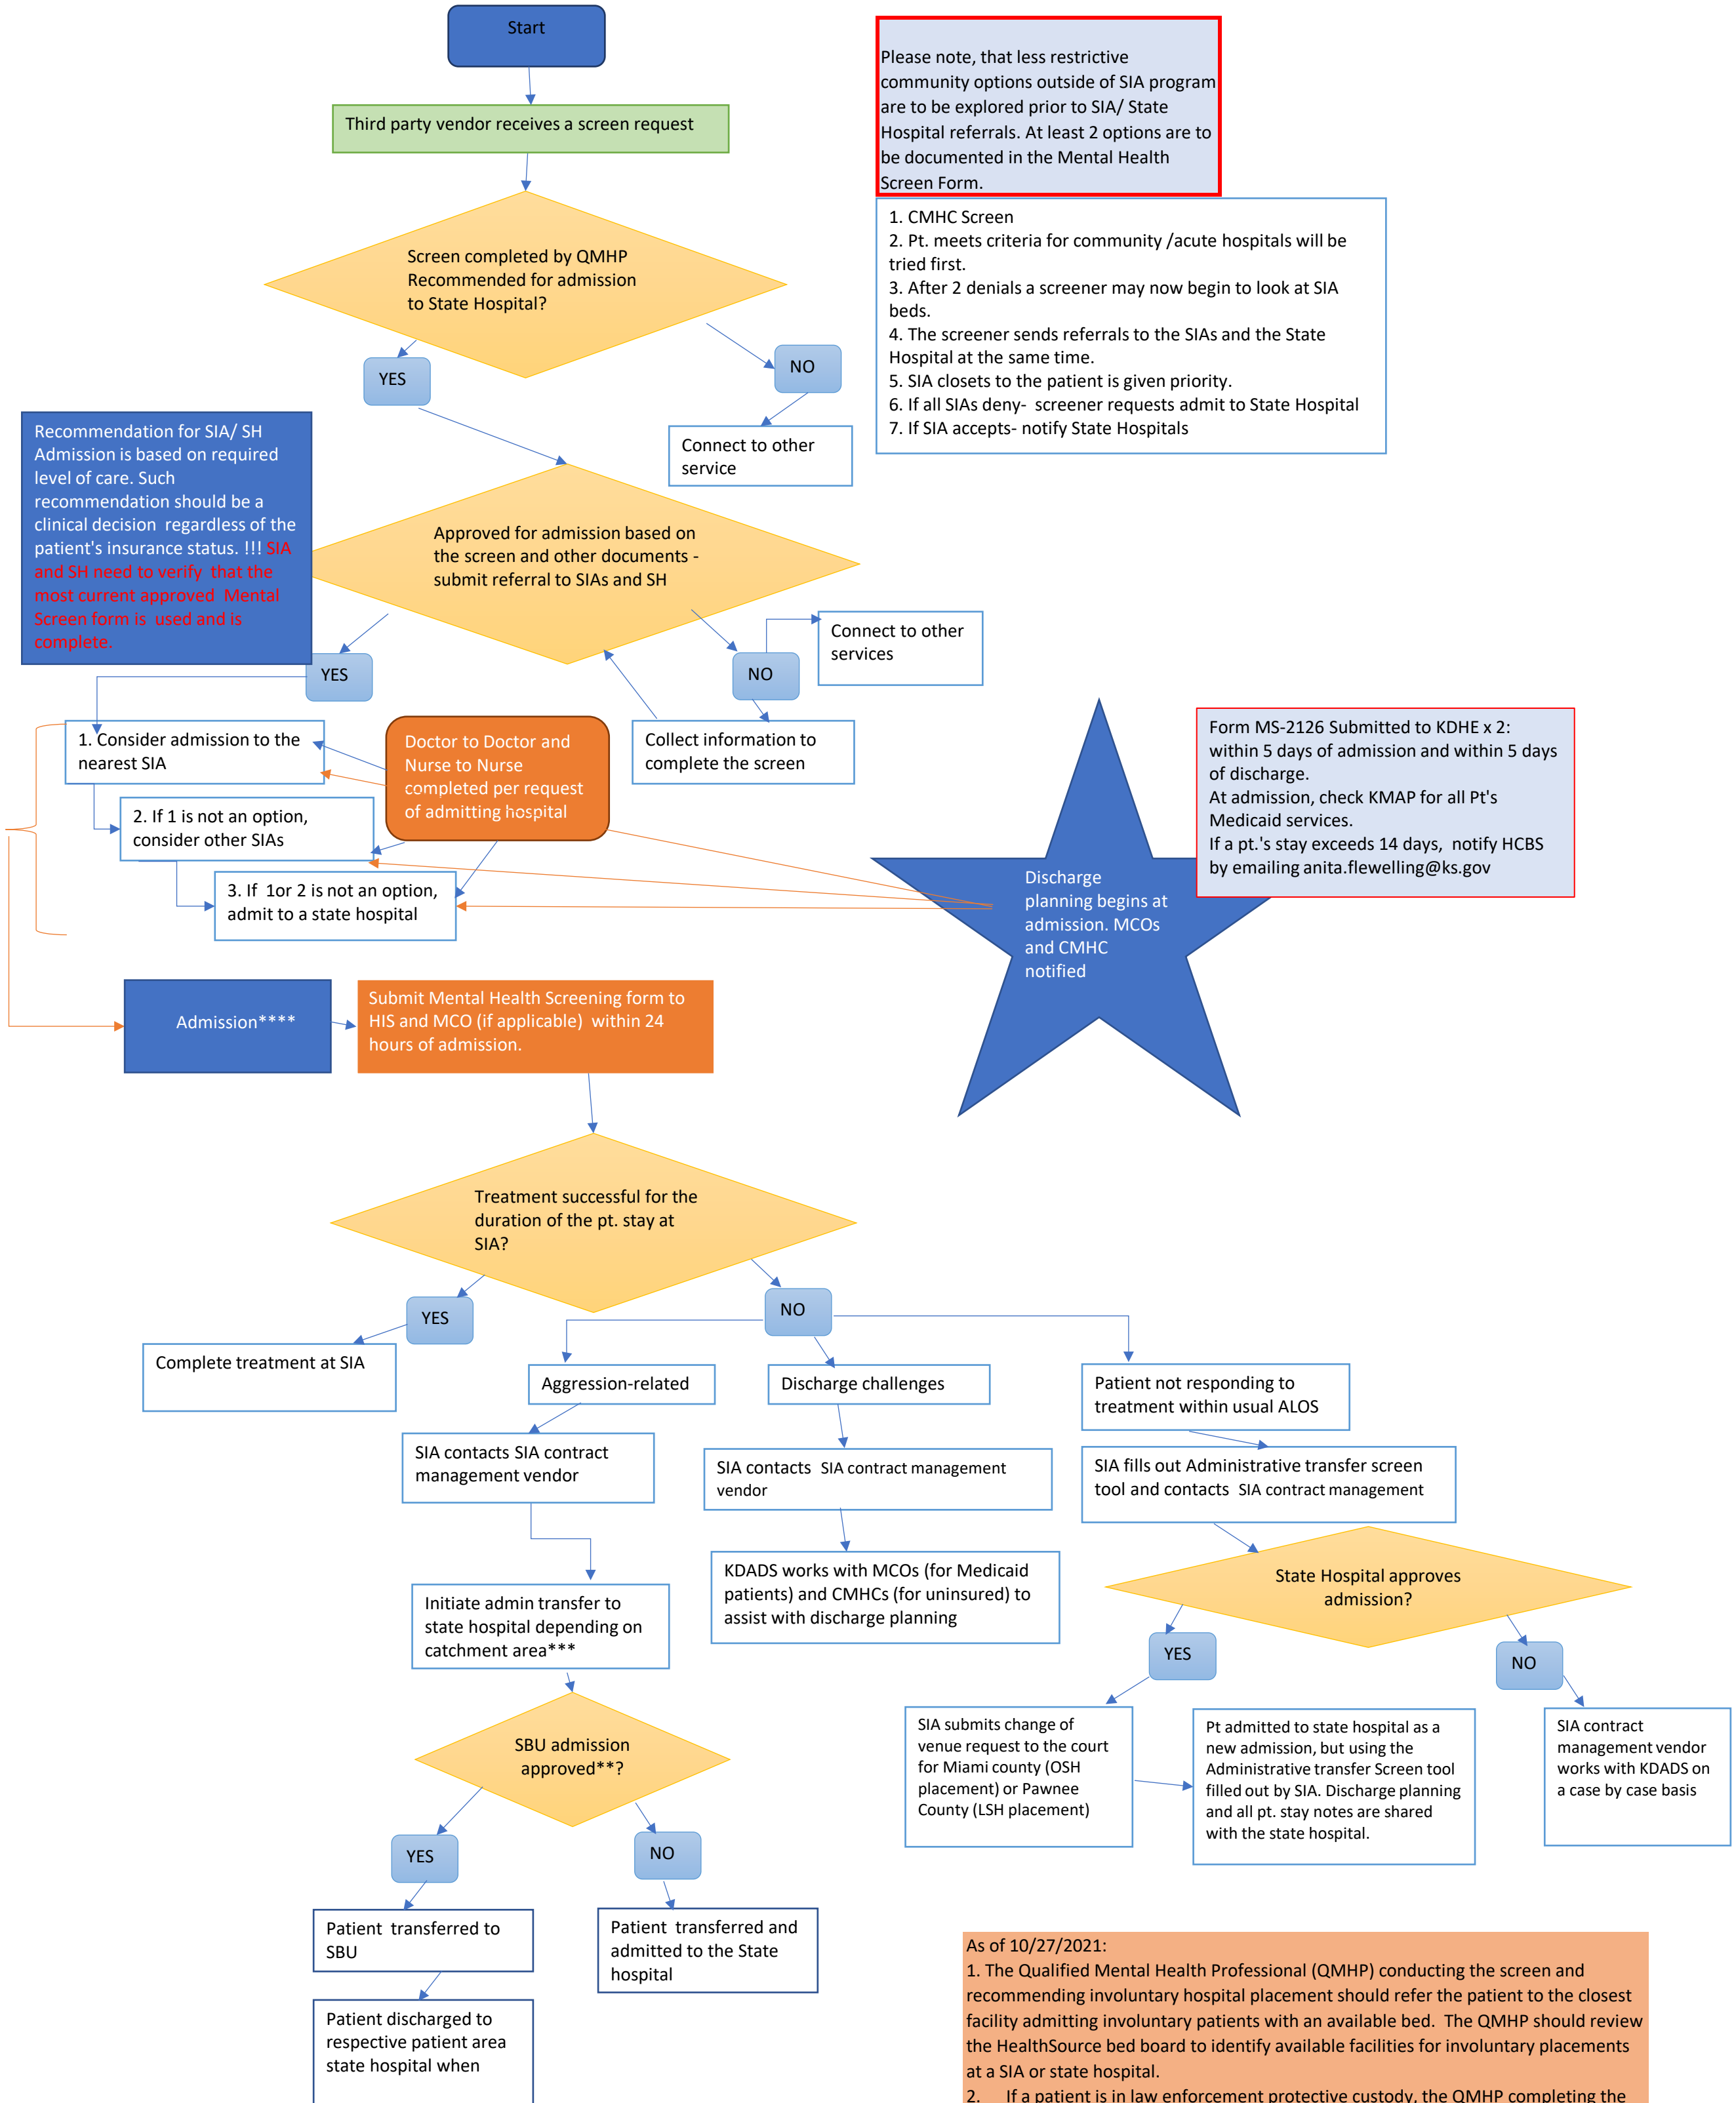 Start
Third party vendor receives a screen request
Please note, that less restrictive
community options outside of SIA program
are to be explored prior to SIA/ State
Hospital referrals. At least 2 options are to
be documented in the Mental Health
Screen Form.
1. CMHC Screen
2. Pt. meets criteria for community /acute hospitals will be
tried first.
3. After 2 denials a screener may now begin to look at SIA
beds.
4. The screener sends referrals to the SIAs and the State
Hospital at the same time.
5. SIA closets to the patient is given priority.
6. If all SIAs deny- screener requests admit to State Hospital
7. If SIA accepts- notify State Hospitals
Screen completed by QMHP
Recommended for admission
to State Hospital?
YES
NO
Connect to other
service
Recommendation for SIA/ SH
Admission is based on required
level of care. Such
recommendation should be a
clinical decision regardless of the
patient's insurance status. !!! SIA
and SH need to verify that the
most current approved Mental
Screen form is used and is
complete.
Approved for admission based on
the screen and other documents -
submit referral to SIAs and SH
YES
NO
Connect to other
services
Collect information to
complete the screen
1. Consider admission to the
nearest SIA
2. If 1 is not an option,
consider other SIAs
3. If 1or 2 is not an option,
admit to a state hospital
Doctor to Doctor and
Nurse to Nurse
completed per request
of admitting hospital
Discharge
planning begins at
admission. MCOs
and CMHC
notified
Form MS-2126 Submitted to KDHE x 2:
within 5 days of admission and within 5 days
of discharge.
At admission, check KMAP for all Pt's
Medicaid services.
If a pt.'s stay exceeds 14 days, notify HCBS
by emailing anita.flewelling@ks.gov
Admission****
Submit Mental Health Screening form to
HIS and MCO (if applicable) within 24
hours of admission.
Treatment successful for the
duration of the pt. stay at
SIA?
YES
NO
Complete treatment at SIA
Aggression-related
Discharge challenges
Patient not responding to
treatment within usual ALOS
SIA contacts SIA contract
management vendor
SIA contacts SIA contract management
vendor
SIA fills out Administrative transfer screen
tool and contacts SIA contract management
Initiate admin transfer to
state hospital depending on
catchment area***
KDADS works with MCOs (for Medicaid
patients) and CMHCs (for uninsured) to
assist with discharge planning
State Hospital approves
admission?
YES
NO
SIA submits change of
venue request to the court
for Miami county (OSH
placement) or Pawnee
County (LSH placement)
Pt admitted to state hospital as a
new admission, but using the
Administrative transfer Screen tool
filled out by SIA. Discharge planning
and all pt. stay notes are shared
with the state hospital.
SIA contract
management vendor
works with KDADS on
a case by case basis
SBU admission
approved**?
YES
NO
Patient transferred to
SBU
Patient transferred and
admitted to the State
hospital
Patient discharged to
respective patient area
state hospital when
As of 10/27/2021:
1. The Qualified Mental Health Professional (QMHP) conducting the screen and
recommending involuntary hospital placement should refer the patient to the closest
facility admitting involuntary patients with an available bed. The QMHP should review
the HealthSource bed board to identify available facilities for involuntary placements
at a SIA or state hospital.
2. If a patient is in law enforcement protective custody, the QMHP completing the